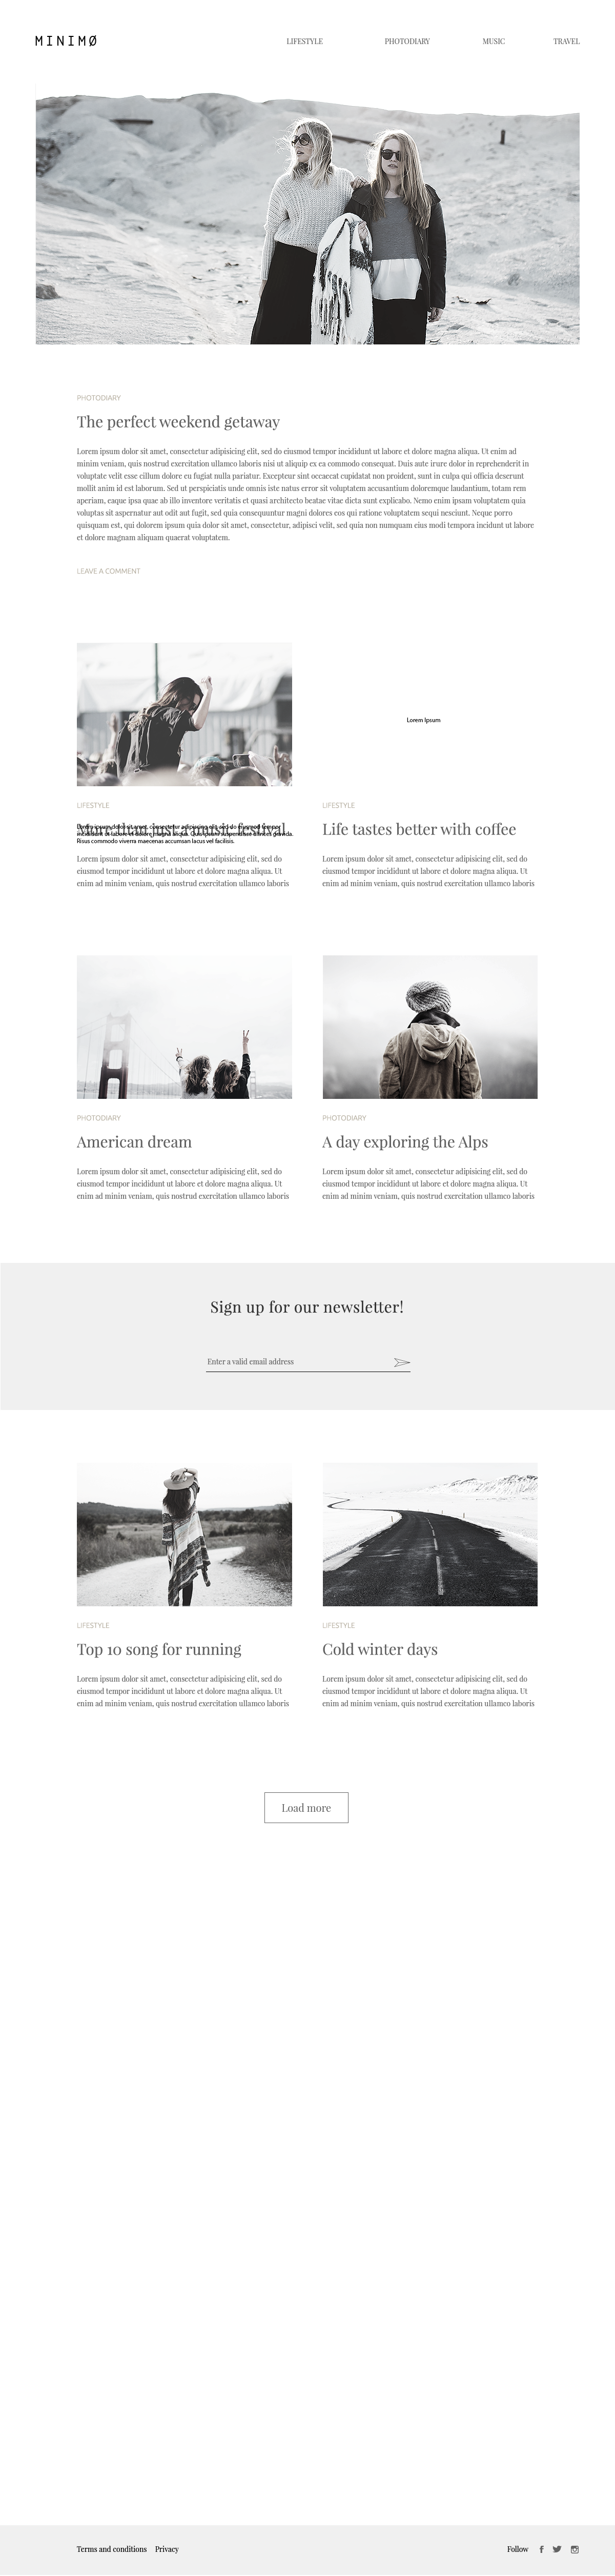 MINIMØ
LIFESTYLE PHOTODIARY MUSIC TRAVEL
PHOTODIARY
The perfect weekend getaway
Lorem ipsum dolor sit amet, consectetur adipisicing elit, sed do eiusmod tempor incididunt ut labore et dolore magna aliqua. Ut enim ad
minim veniam, quis nostrud exercitation ullamco laboris nisi ut aliquip ex ea commodo consequat. Duis aute irure dolor in reprehenderit in
voluptate velit esse cillum dolore eu fugiat nulla pariatur. Excepteur sint occaecat cupidatat non proident, sunt in culpa qui officia deserunt
mollit anim id est laborum. Sed ut perspiciatis unde omnis iste natus error sit voluptatem accusantium doloremque laudantium, totam rem
aperiam, eaque ipsa quae ab illo inventore veritatis et quasi architecto beatae vitae dicta sunt explicabo. Nemo enim ipsam voluptatem quia
voluptas sit aspernatur aut odit aut fugit, sed quia consequuntur magni dolores eos qui ratione voluptatem sequi nesciunt. Neque porro
quisquam est, qui dolorem ipsum quia dolor sit amet, consectetur, adipisci velit, sed quia non numquam eius modi tempora incidunt ut labore
et dolore magnam aliquam quaerat voluptatem.
LEAVE A COMMENT
Lorem Ipsum
LIFESTYLE
More than just a music festival
Risus commodo viverra maecenas accumsan lacus vel facilisis.
Lorem ipsum dolor sit amet, consectetur adipisicing elit, sed do
eiusmod tempor incididunt ut labore et dolore magna aliqua. Ut
enim ad minim veniam, quis nostrud exercitation ullamco laboris
LIFESTYLE
Life tastes better with coffee
Lorem ipsum dolor sit amet, consectetur adipisicing elit, sed do
eiusmod tempor incididunt ut labore et dolore magna aliqua. Ut
enim ad minim veniam, quis nostrud exercitation ullamco laboris
PHOTODIARY
American dream
Lorem ipsum dolor sit amet, consectetur adipisicing elit, sed do
eiusmod tempor incididunt ut labore et dolore magna aliqua. Ut
enim ad minim veniam, quis nostrud exercitation ullamco laboris
PHOTODIARY
A day exploring the Alps
Lorem ipsum dolor sit amet, consectetur adipisicing elit, sed do
eiusmod tempor incididunt ut labore et dolore magna aliqua. Ut
enim ad minim veniam, quis nostrud exercitation ullamco laboris
Sign up for our newsletter!
Enter a valid email address
LIFESTYLE
Top 10 song for running
Lorem ipsum dolor sit amet, consectetur adipisicing elit, sed do
eiusmod tempor incididunt ut labore et dolore magna aliqua. Ut
enim ad minim veniam, quis nostrud exercitation ullamco laboris
LIFESTYLE
Cold winter days
Lorem ipsum dolor sit amet, consectetur adipisicing elit, sed do
eiusmod tempor incididunt ut labore et dolore magna aliqua. Ut
enim ad minim veniam, quis nostrud exercitation ullamco laboris
Load more
Terms and conditions Privacy
Follow